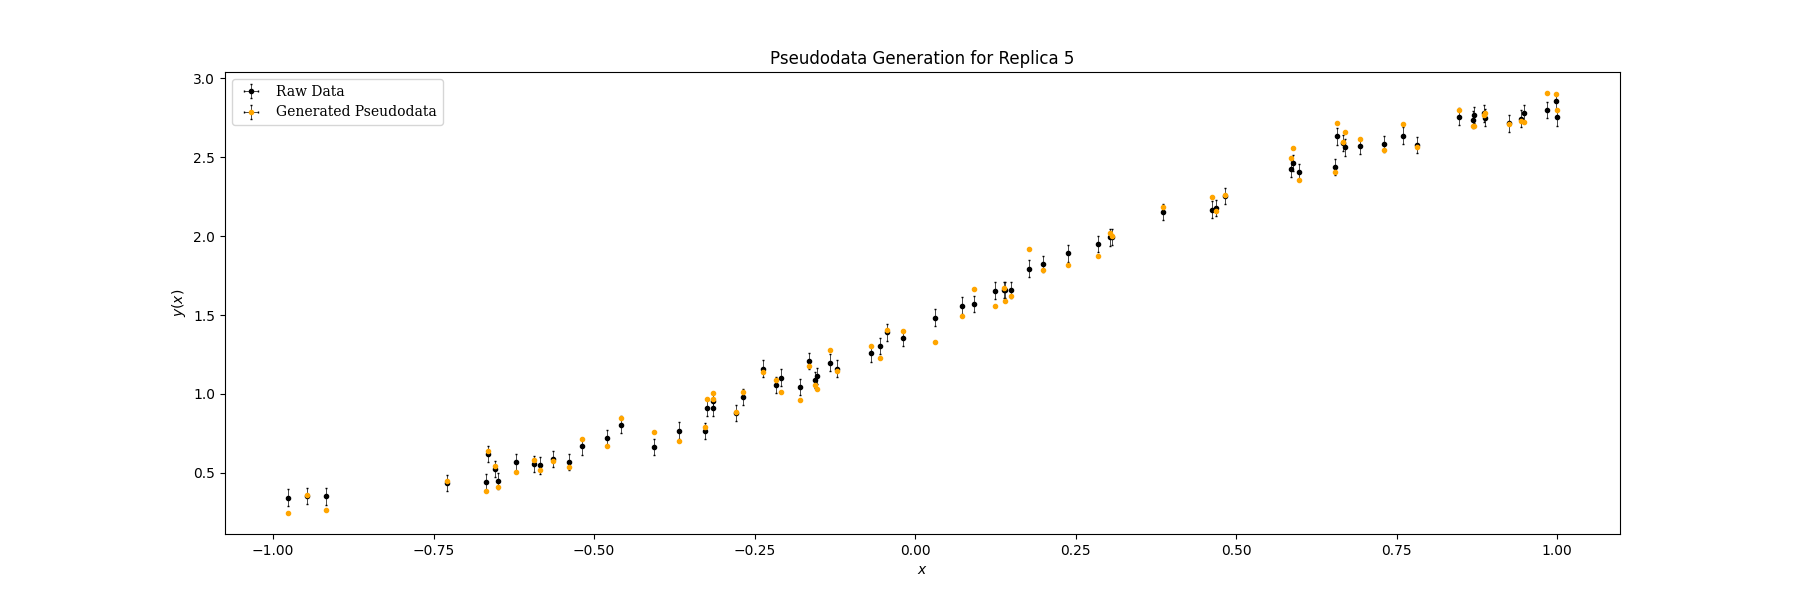 Pseudodata Generation for Replica 5
Raw Data
Generated Pseudodata
3.0
2.5
2.0
1.5
1.0
0.5
y(x)
−1.00 −0.75 −0.50 −0.25 0.00 0.25 0.50 0.75 1.00
x